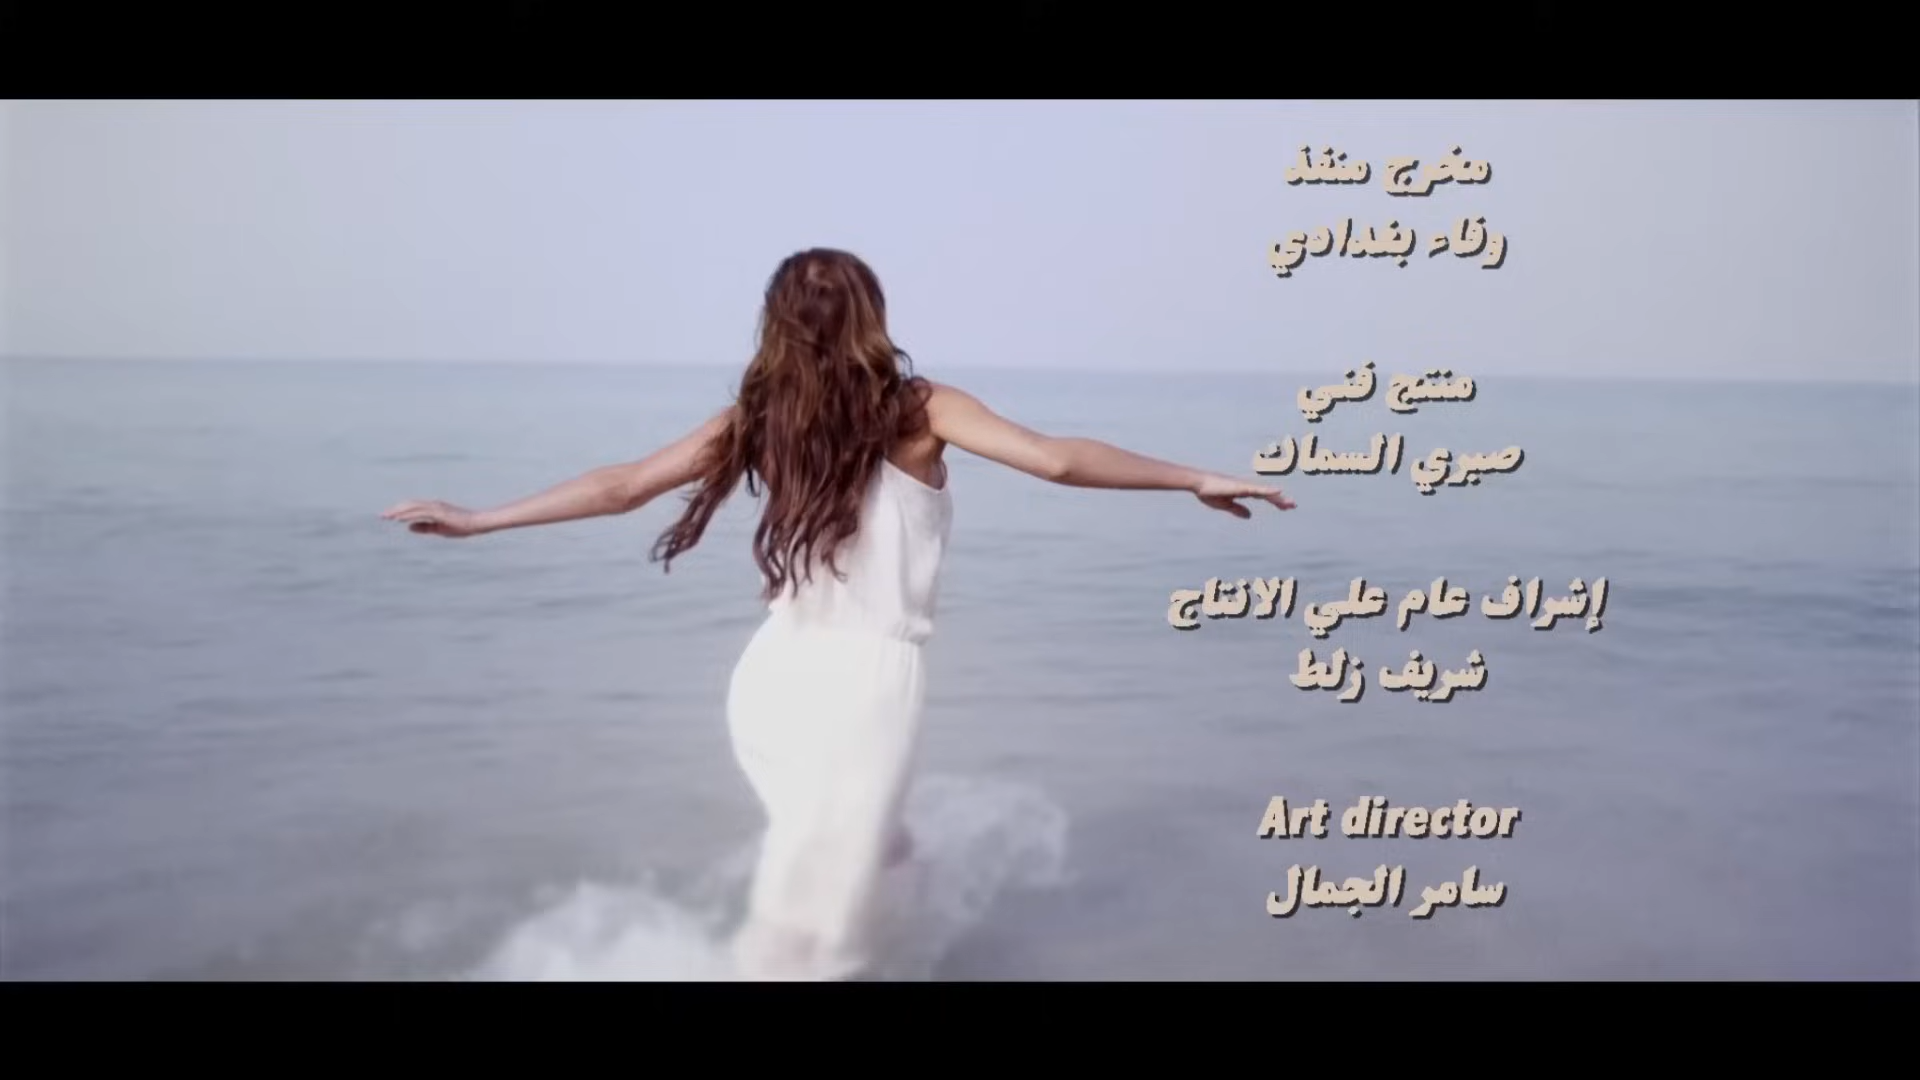 مخرج منفذ
وفاء بغدادي
منتج فني
صبري السماك
إشراف عام علي الانتاج
شريف زلط
Art director
سامر الجمال